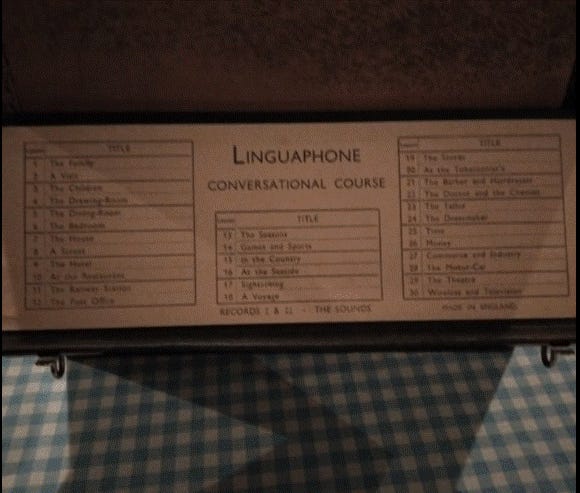 LINGUAPHONE
CONVERSATIONAL COURSE
TITLE
1 The Family
2 A Visit
3 The Children
4 The Drawing-Room
5 The Dining-Room
6 The Bedroom
7 The House
8 A Street
9 The Hotel
10 At the Restaurant
11 The Railway Station
12 The Post Office
TITLE
13 The Seasons
14 Games and Sports
15 In the Country
16 At the Seaside
17 Sightseeing
18 A Voyage
RECORDS I & II - THE SOUNDS
TITLE
19 The Stores
20 At the Tobacconist's
21 The Barber and Hairdresser
22 The Doctor and the Chemist
23 The Tailor
24 The Dressmaker
25 Time
26 Money
27 Commerce and Industry
28 The Motor-Car
29 The Theatre
30 Wireless and Television
MADE IN ENGLAND